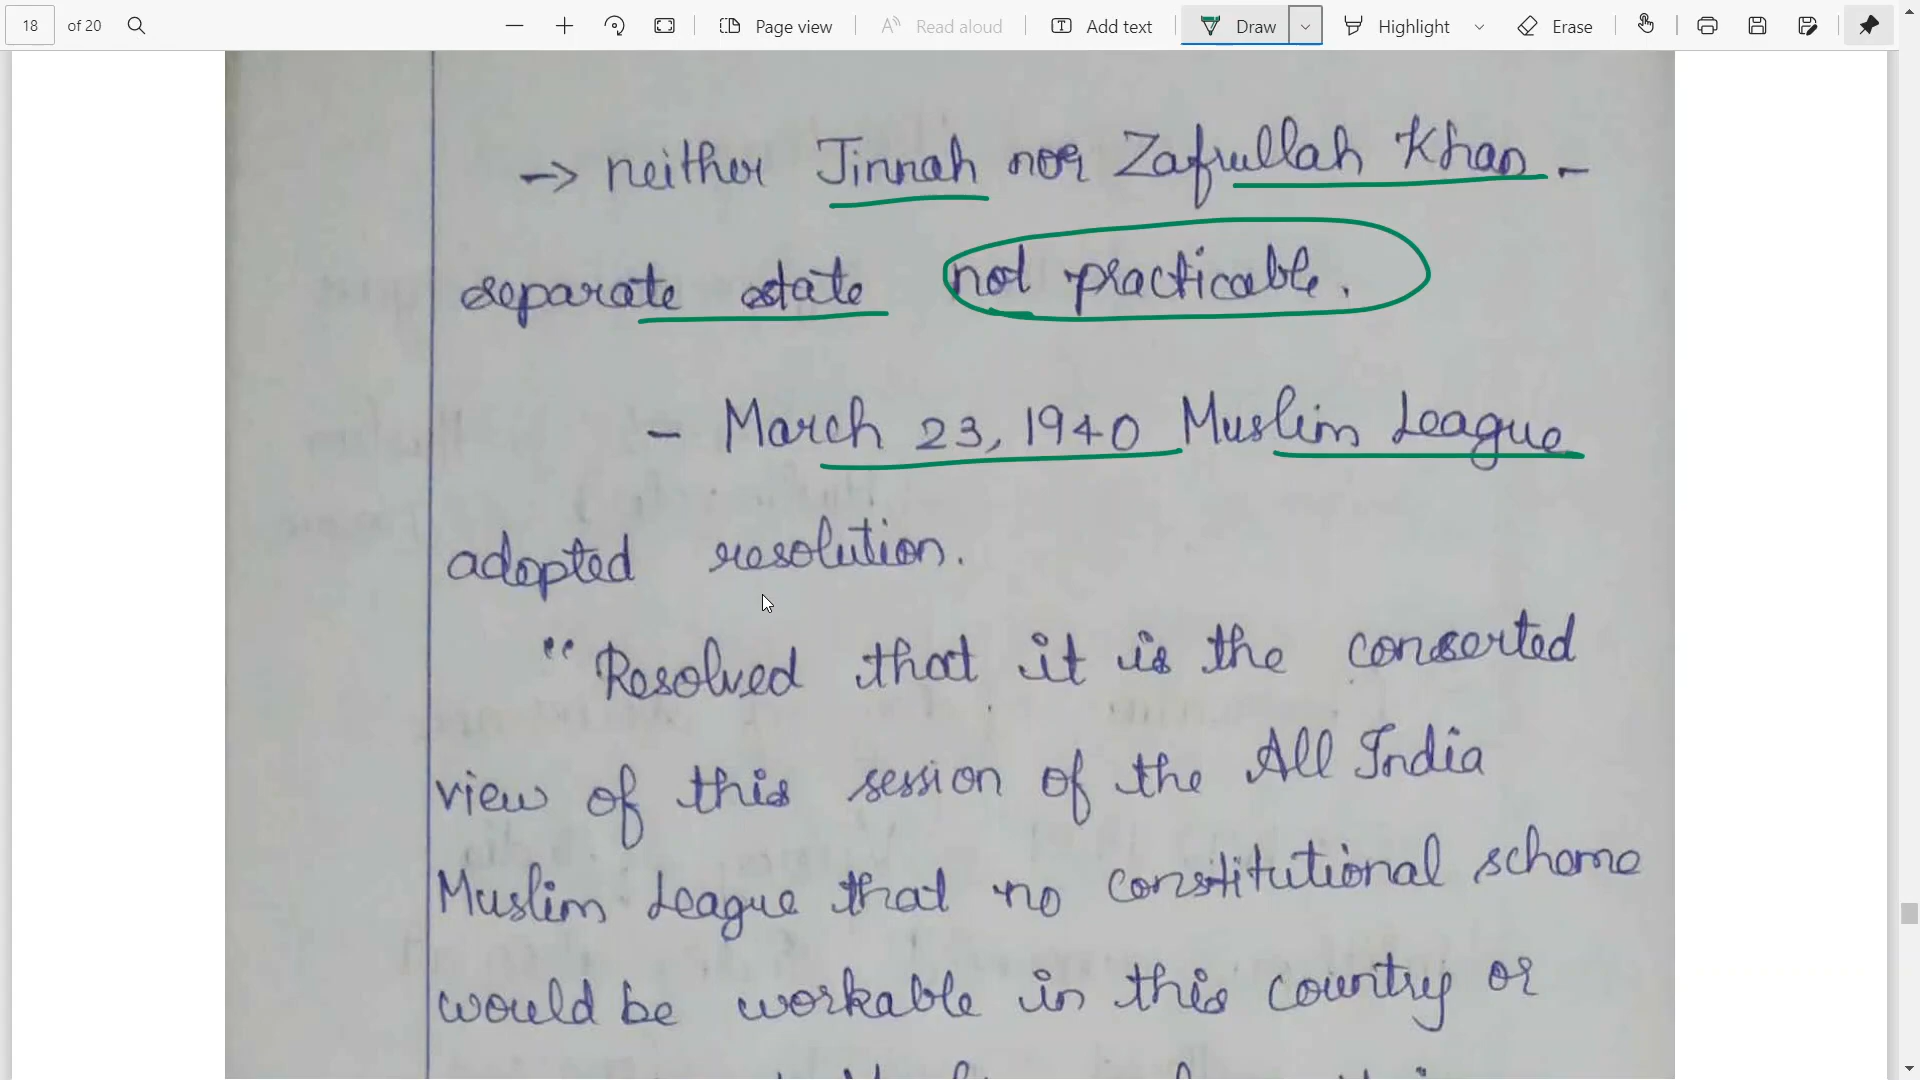 18 of 20 Page view Read aloud Add text Draw Highlight Erase
→ neither Jinnah nor Zafrullah Khan -
separate state not practicable.
- March 23, 1940 Muslim League
adopted resolution.
"Resolved that it is the conserted
view of this session of the All India
Muslim League that no constitutional scheme
would be workable in this country or